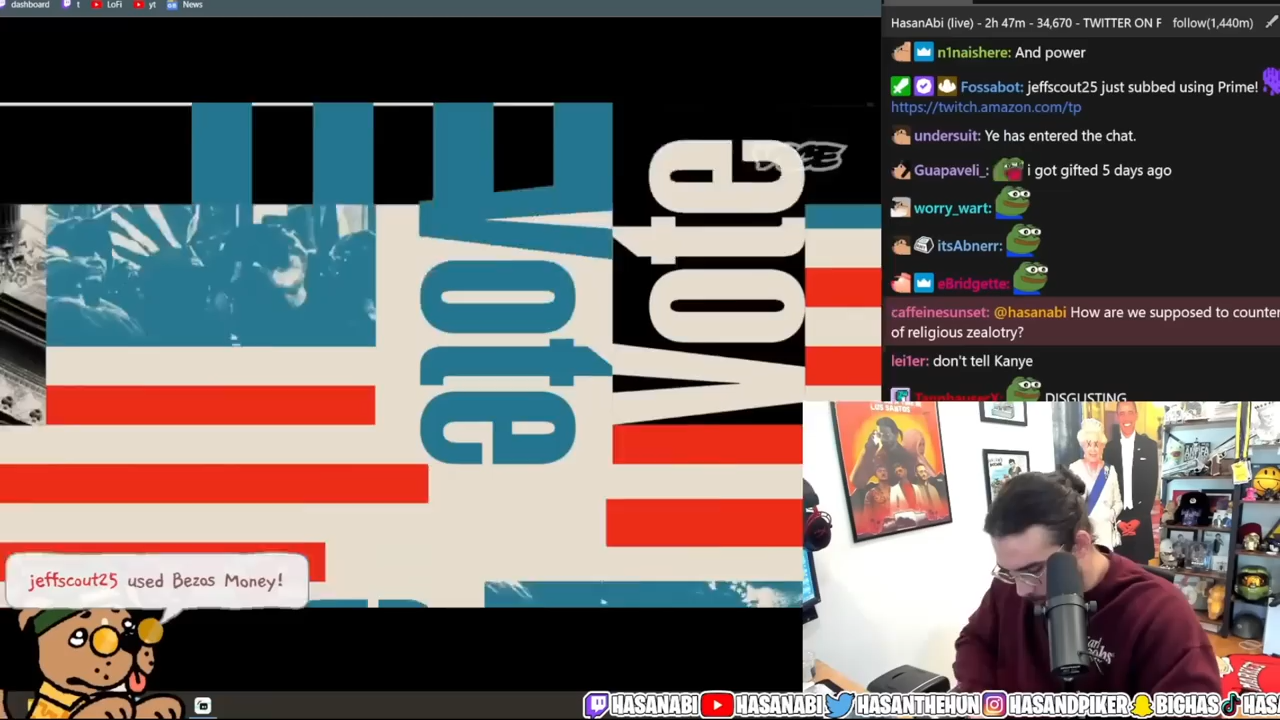 dashboard
t
LoFi
yt
News
HasanAbi (live) - 2h 47m - 34,670 - TWITTER ON F
follow(1,440m)
n1naishere: And power
Fossabot: jeffscout25 just subbed using Prime!
https://twitch.amazon.com/tp
undersuit: Ye has entered the chat.
Guapaveli_: i got gifted 5 days ago
worry_wart:
itsAbnerr:
eBridgette:
caffeinesunset: @hasanabi How are we supposed to counter
of religious zealotry?
lei1er: don't tell Kanye
DISGUSTING
VICE
Vote
Vote
LOS SANTOS
jeffscout25 used Bezos Money!
HASANABI
HASANABI
HASANTHEHUN
HASANDPIKER
BIGHAS
HAS